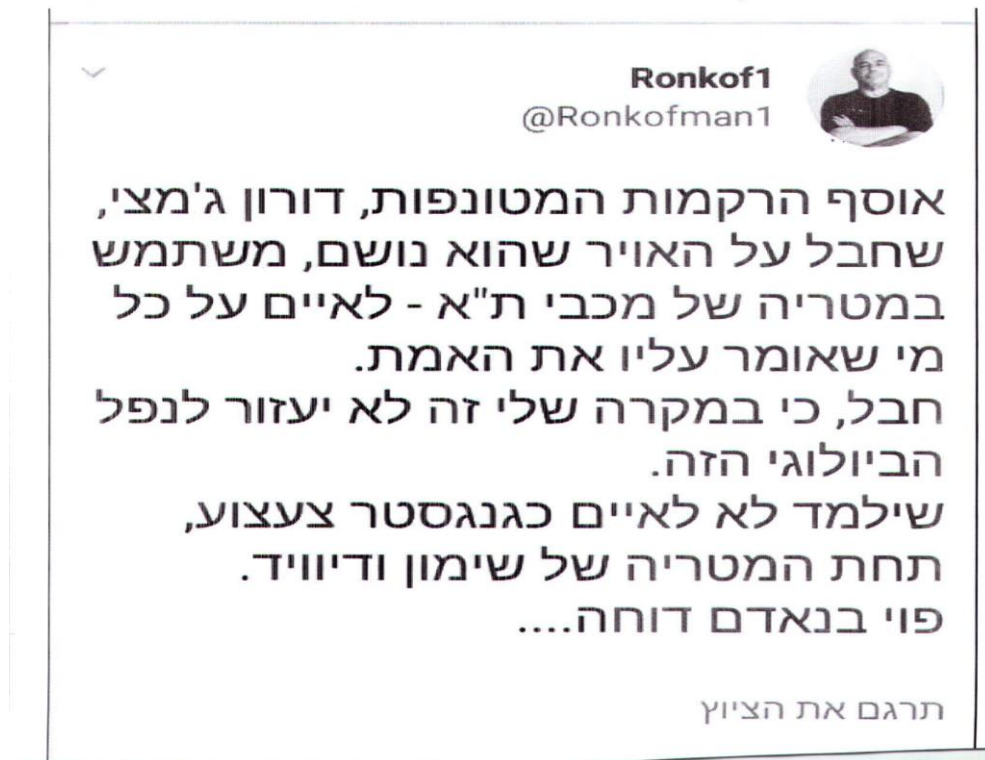 Ronkof1
@Ronkofman1
אוסף הרקמות המטונפות, דורון ג'מצי,
שחבל על האויר שהוא נושם, משתמש
במטריה של מכבי ת"א - לאיים על כל
מי שאומר עליו את האמת.
חבל, כי במקרה שלי זה לא יעזור לנפל
הביולוגי הזה.
שילמד לא לאיים כגנגסטר צעצוע,
תחת המטריה של שימון ודיוויד.
פוי בנאדם דוחה....
תרגם את הציוץ